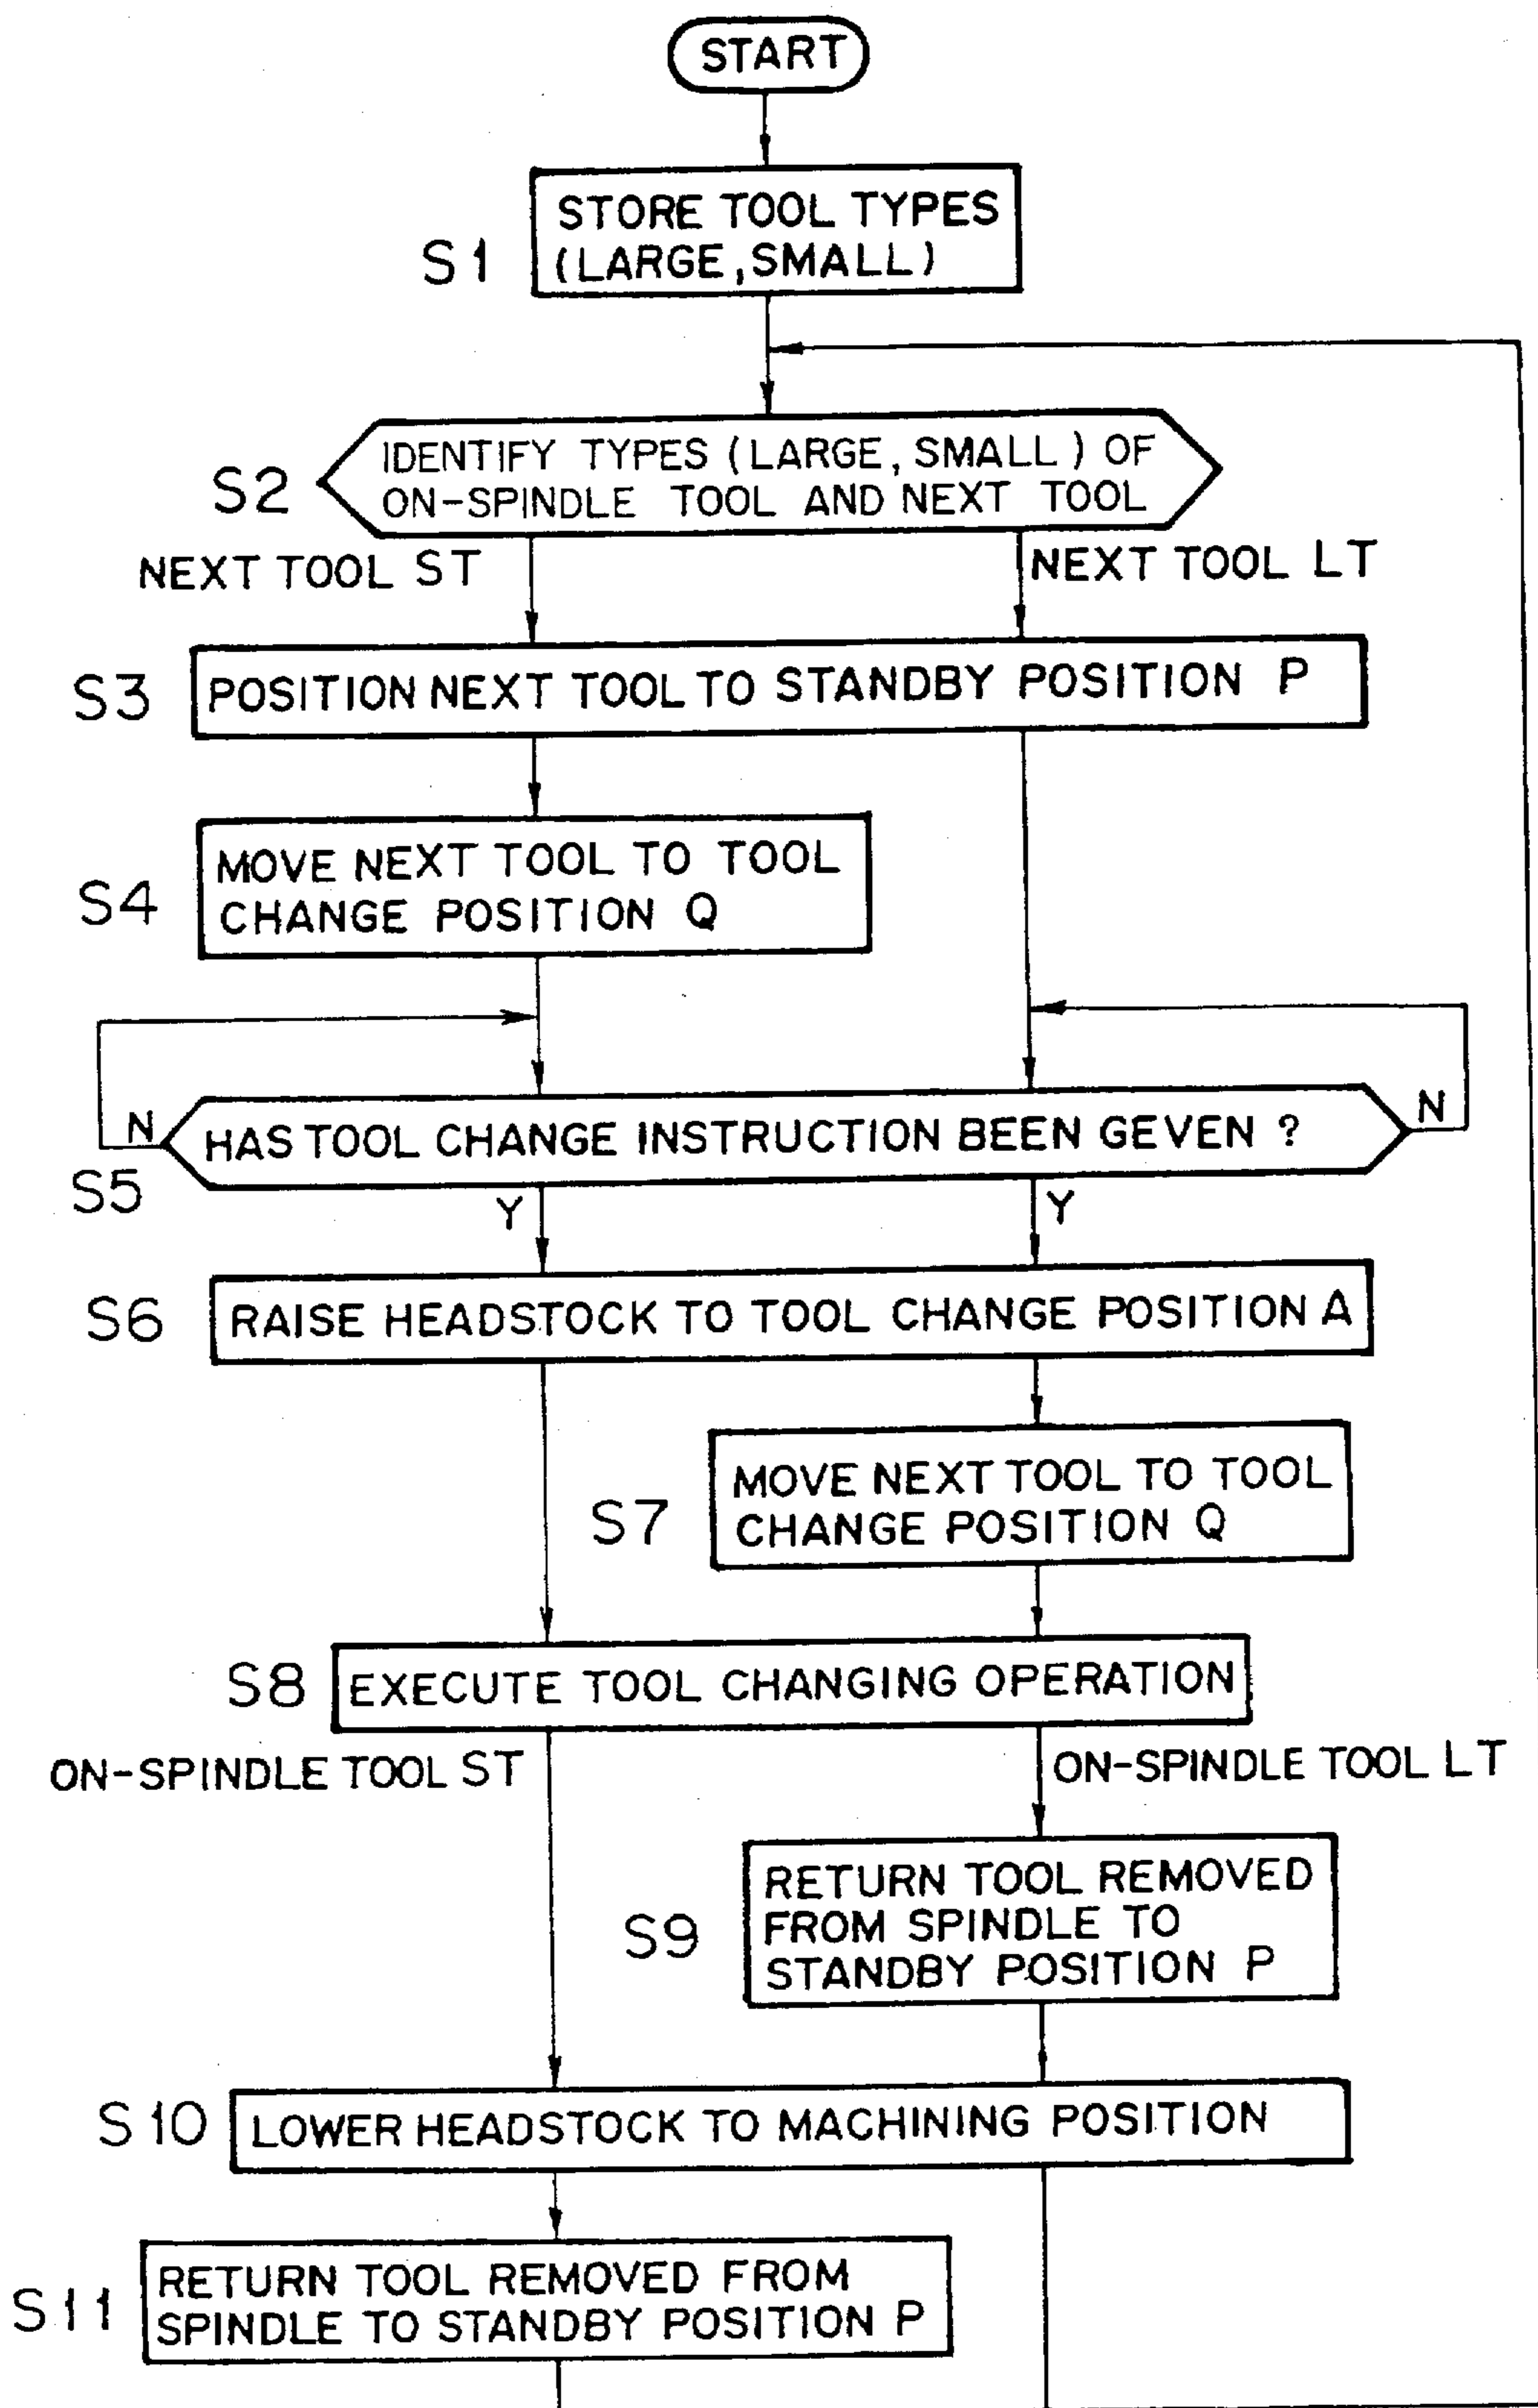 START
STORE TOOL TYPES
(LARGE, SMALL)
S1
IDENTIFY TYPES (LARGE, SMALL) OF
ON-SPINDLE TOOL AND NEXT TOOL
S2
NEXT TOOL ST
NEXT TOOL LT
S3
POSITION NEXT TOOL TO STANDBY POSITION P
MOVE NEXT TOOL TO TOOL
CHANGE POSITION Q
S4
N
HAS TOOL CHANGE INSTRUCTION BEEN GEVEN ?
N
S5
Y
Y
S6
RAISE HEADSTOCK TO TOOL CHANGE POSITION A
MOVE NEXT TOOL TO TOOL
CHANGE POSITION Q
S7
S8
EXECUTE TOOL CHANGING OPERATION
ON-SPINDLE TOOL ST
ON-SPINDLE TOOL LT
RETURN TOOL REMOVED
FROM SPINDLE TO
STANDBY POSITION P
S9
S10
LOWER HEADSTOCK TO MACHINING POSITION
RETURN TOOL REMOVED FROM
SPINDLE TO STANDBY POSITION P
S11